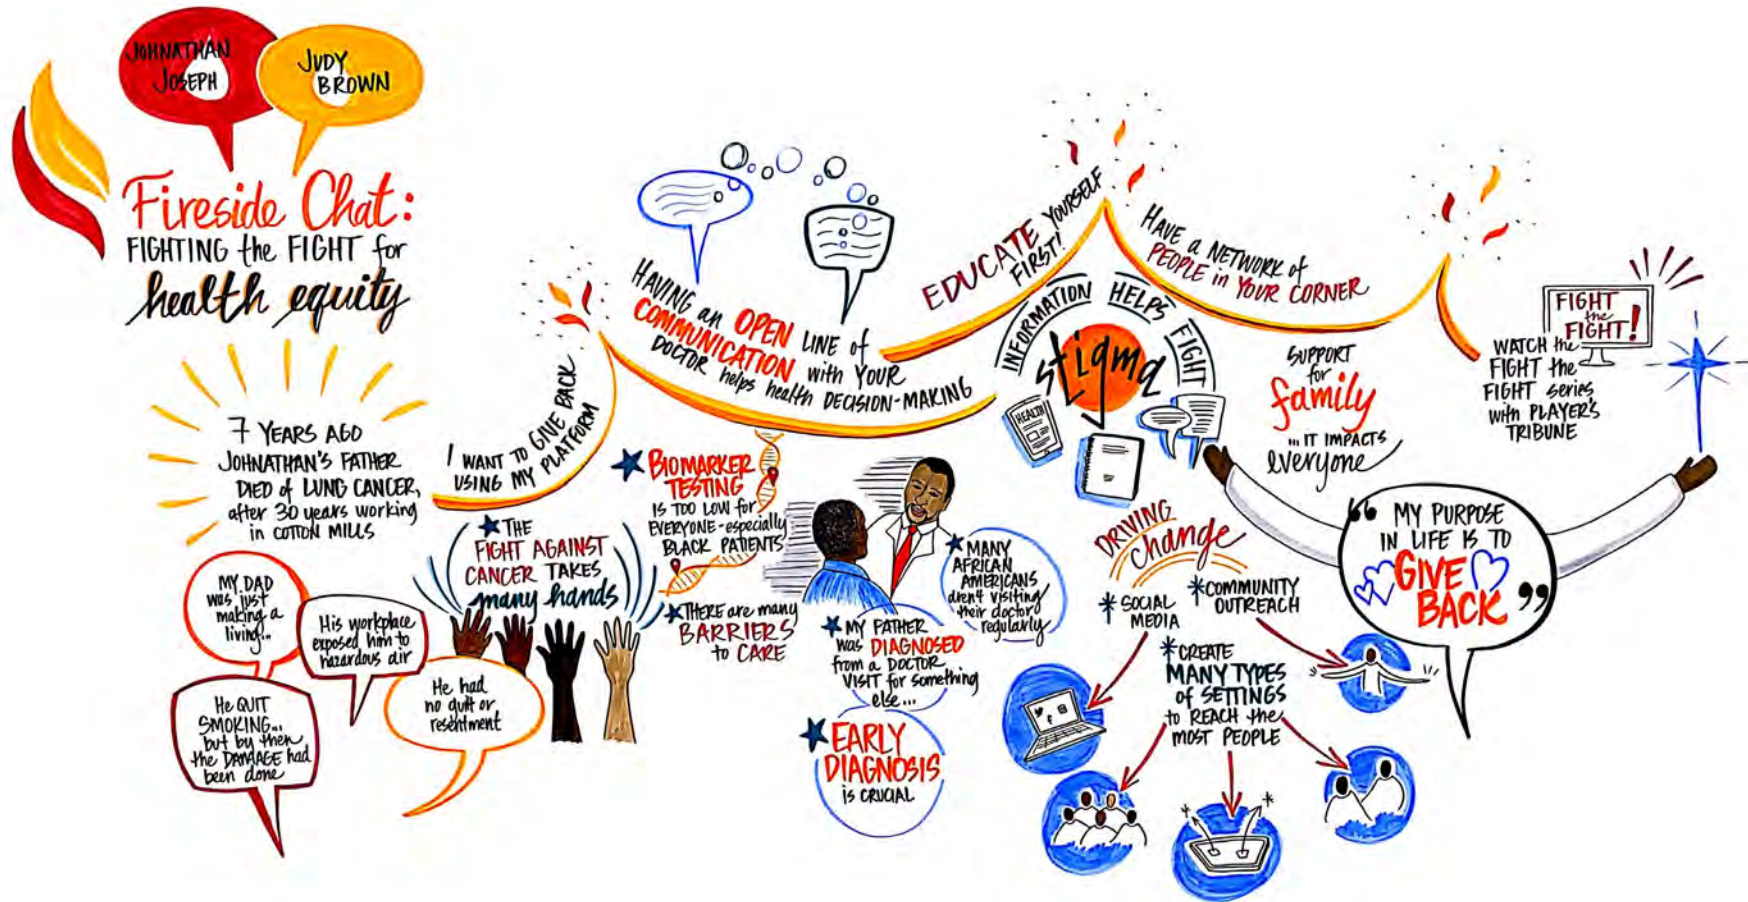 JOHNATHAN
JOSEPH
JUDY
BROWN
Fireside Chat:
FIGHTING the FIGHT for
health equity
7 YEARS AGO
JOHNATHAN'S FATHER
DIED of LUNG CANCER,
after 30 years working
in COTTON MILLS
MY DAD
was just
making a
living...
His workplace
exposed him to
hazardous air
He QUIT
SMOKING...
but by then
the DAMAGE had
been done
He had
no guilt or
resentment
I WANT TO GIVE BACK
USING MY PLATFORM
★ THE
FIGHT AGAINST
CANCER TAKES
many hands
HAVING an OPEN LINE of
COMMUNICATION with YOUR
DOCTOR helps health DECISION-MAKING
★ BIOMARKER
TESTING
IS TOO LOW for
EVERYONE-especially
BLACK PATIENTS
★ THERE are many
BARRIERS
to CARE
★ MANY
AFRICAN
AMERICANS
aren't visiting
their doctor
regularly
★ MY FATHER
was DIAGNOSED
from a DOCTOR
VISIT for something
else...
★ EARLY
DIAGNOSIS
is CRUCIAL
EDUCATE YOURSELF
FIRST!
INFORMATION HELPS FIGHT
stigma
HEALTH
HAVE a NETWORK of
PEOPLE in YOUR CORNER
SUPPORT
for
family
...IT IMPACTS
everyone
FIGHT
the
FIGHT!
WATCH the
FIGHT the
FIGHT series
with PLAYER'S
TRIBUNE
DRIVING
change
* SOCIAL
MEDIA
* COMMUNITY
OUTREACH
* CREATE
MANY TYPES
of SETTINGS
to REACH the
MOST PEOPLE
f
"MY PURPOSE
IN LIFE IS TO
GIVE
BACK"